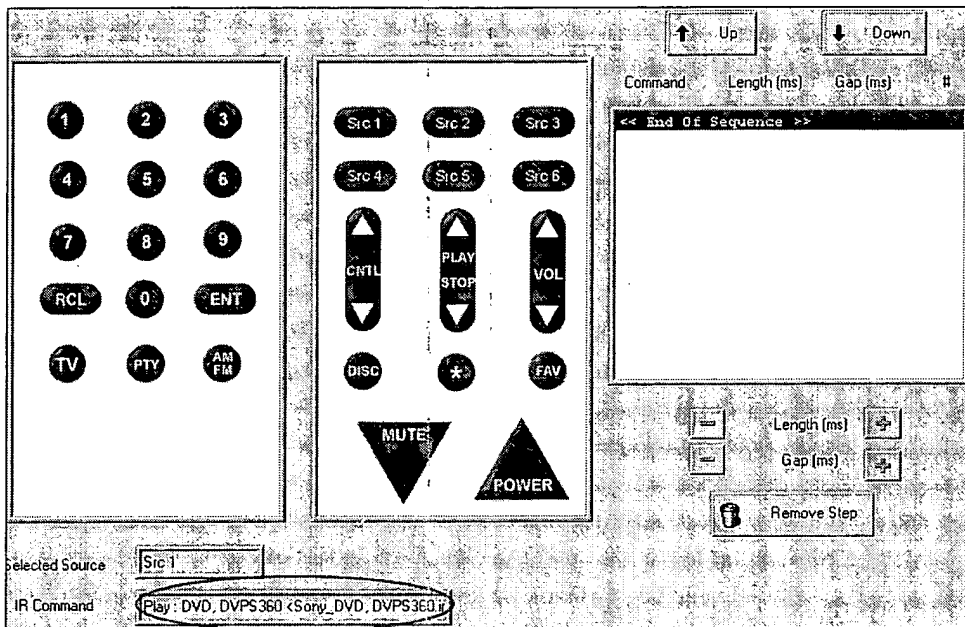 Up Down
Command Length (ms) Gap (ms) #
<< End Of Sequence >>
1 2 3
4 5 6
7 8 9
RCL 0 ENT
TV PTY AM FM
Src 1 Src 2 Src 3
Src 4 Src 5 Src 6
CNTL PLAY STOP VOL
DISC * FAV
MUTE POWER
- Length (ms) +
- Gap (ms) +
Remove Step
Selected Source Src 1
IR Command Play : DVD, DVPS360 <Sony_DVD, DVPS360.ir